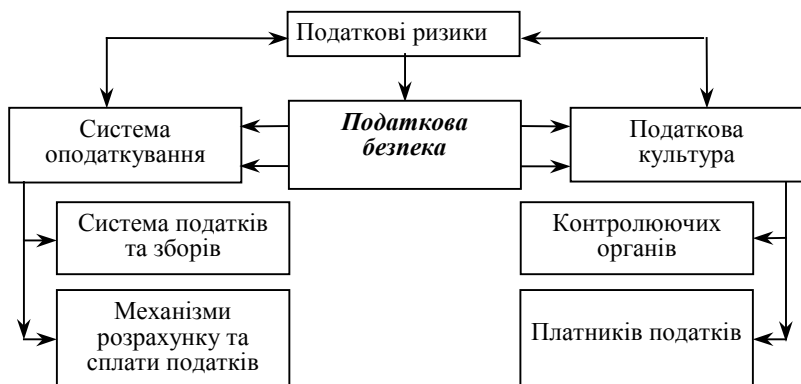 Податкові ризики
Система
оподаткування
Податкова
безпека
Податкова
культура
Система податків
та зборів
Контролюючих
органів
Механізми
розрахунку та
сплати податків
Платників податків